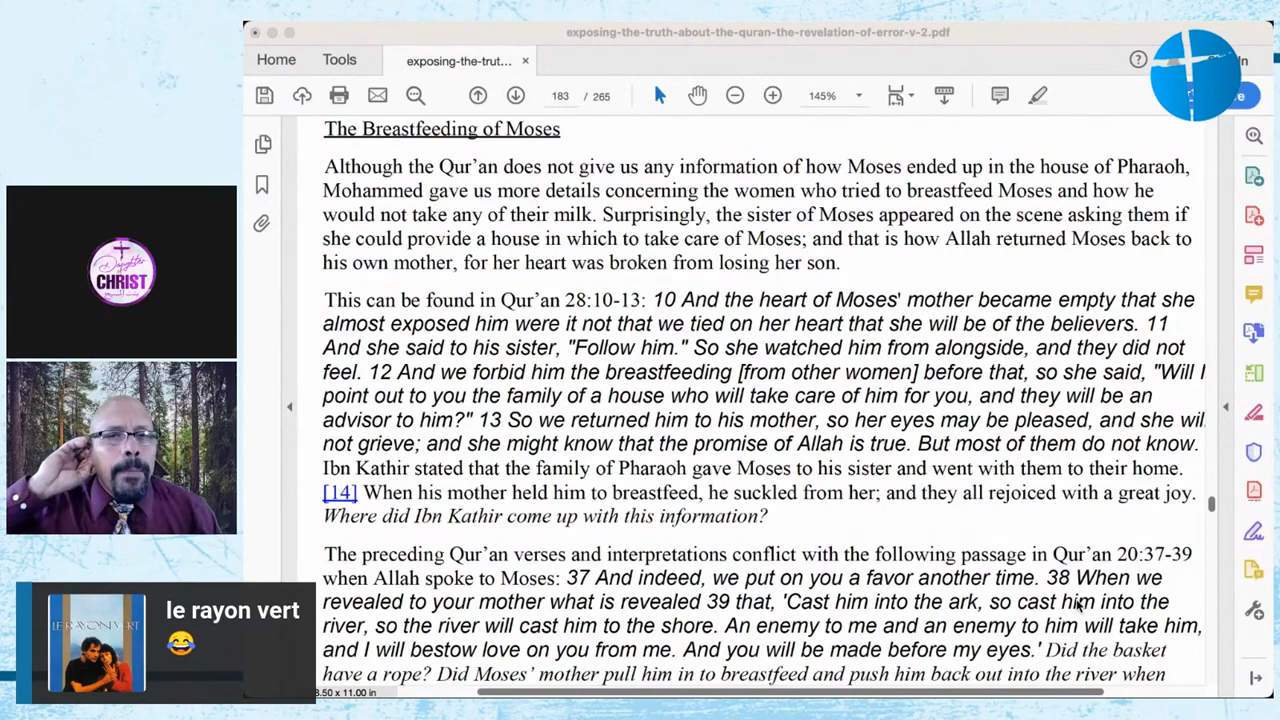 exposing-the-truth-about-the-quran-the-revelation-of-error-v-2.pdf
Home
Tools
exposing-the-trut...
183 / 265
145%
The Breastfeeding of Moses
Although the Qur'an does not give us any information of how Moses ended up in the house of Pharaoh,
Mohammed gave us more details concerning the women who tried to breastfeed Moses and how he
would not take any of their milk. Surprisingly, the sister of Moses appeared on the scene asking them if
she could provide a house in which to take care of Moses; and that is how Allah returned Moses back to
his own mother, for her heart was broken from losing her son.
This can be found in Qur'an 28:10-13: 10 And the heart of Moses' mother became empty that she
almost exposed him were it not that we tied on her heart that she will be of the believers. 11
And she said to his sister, "Follow him." So she watched him from alongside, and they did not
feel. 12 And we forbid him the breastfeeding [from other women] before that, so she said, "Will I
point out to you the family of a house who will take care of him for you, and they will be an
advisor to him?" 13 So we returned him to his mother, so her eyes may be pleased, and she wil
not grieve; and she might know that the promise of Allah is true. But most of them do not know.
Ibn Kathir stated that the family of Pharaoh gave Moses to his sister and went with them to their home.
[14] When his mother held him to breastfeed, he suckled from her; and they all rejoiced with a great joy.
Where did Ibn Kathir come up with this information?
The preceding Qur'an verses and interpretations conflict with the following passage in Qur'an 20:37-39
when Allah spoke to Moses: 37 And indeed, we put on you a favor another time. 38 When we
revealed to your mother what is revealed 39 that, 'Cast him into the ark, so cast him into the
river, so the river will cast him to the shore. An enemy to me and an enemy to him will take him,
and I will bestow love on you from me. And you will be made before my eyes.' Did the basket
have a rope? Did Moses' mother pull him in to breastfeed and push him back out into the river when
8.50 x 11.00 in
Daughter
CHRIST
le rayon vert